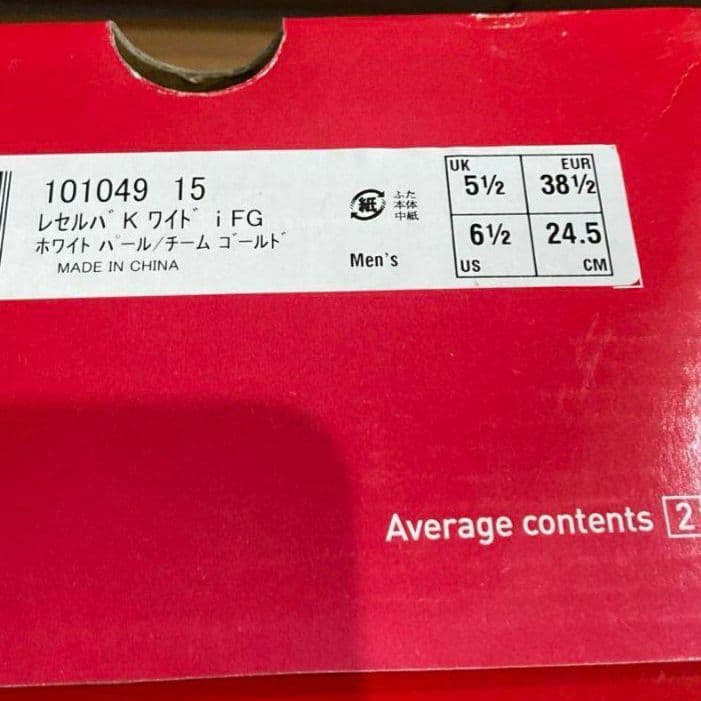 101049 15
レセルバ K ワイド i FG
ホワイト パール/チーム ゴールド
MADE IN CHINA
紙
ふた
本体
中紙
Men's
UK
5½
EUR
38½
6½
US
24.5
CM
Average contents 2